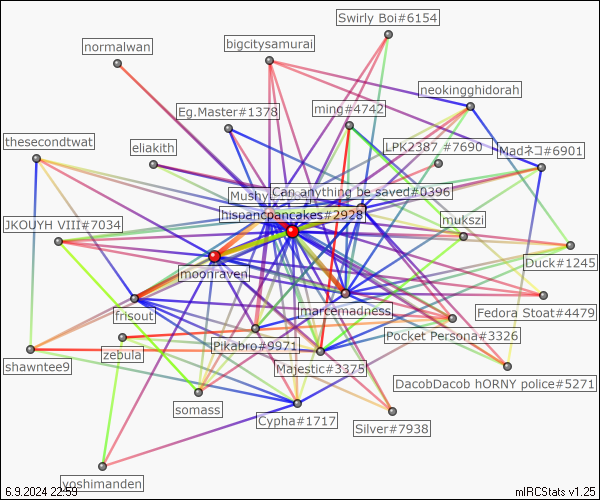 Swirly Boi#6154
normalwan
bigcitysamurai
neokingghidorah
Eg.Master#1378
ming#4742
thesecondtwat
eliakith
LPK2387 #7690
Madネコ#6901
Mushy
Can anything be saved#0396
JKOUYH VIII#7034
hispancpancakes#2928
mukszi
moonraven
Duck#1245
frisout
marcemadness
Fedora Stoat#4479
zebula
Pikabro#9971
Pocket Persona#3326
shawntee9
Majestic#3375
DacobDacob hORNY police#5271
somass
Cypha#1717
Silver#7938
yoshimanden
6.9.2024 22:59
mIRCStats v1.25